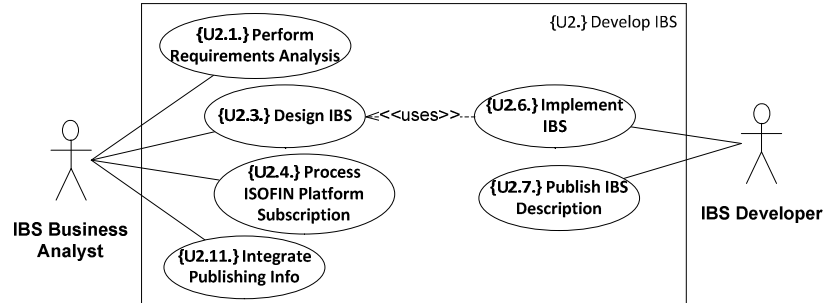 {U2.} Develop IBS
{U2.1.} Perform
Requirements Analysis
{U2.3.} Design IBS
<<uses>>
{U2.6.} Implement
IBS
{U2.4.} Process
ISOFIN Platform
Subscription
{U2.7.} Publish IBS
Description
IBS Business
Analyst
IBS Developer
{U2.11.} Integrate
Publishing Info